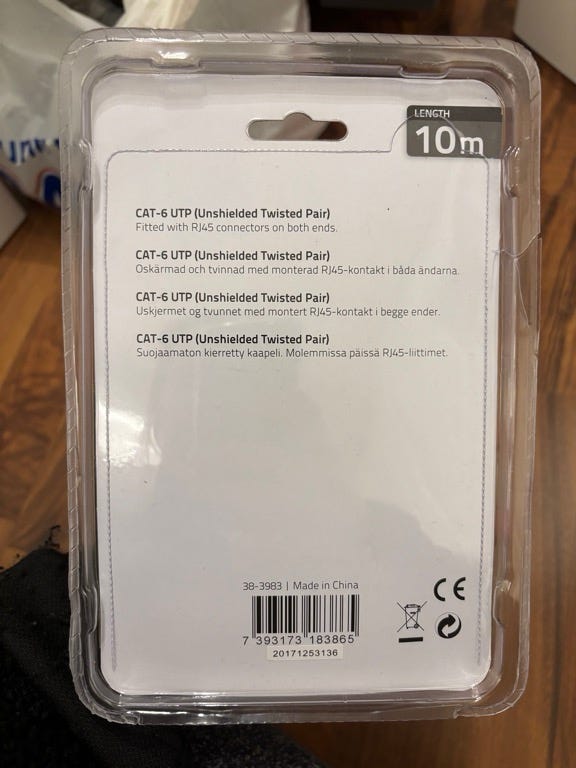 LENGTH
10m
CAT-6 UTP (Unshielded Twisted Pair)
Fitted with RJ45 connectors on both ends.
CAT-6 UTP (Unshielded Twisted Pair)
Oskärmad och tvinnad med monterad RJ45-kontakt i båda ändarna.
CAT-6 UTP (Unshielded Twisted Pair)
Uskjermet og tvunnet med montert RJ45-kontakt i begge ender.
CAT-6 UTP (Unshielded Twisted Pair)
Suojaamaton kierretty kaapeli. Molemmissa päissä RJ45-liittimet.
38-3983 | Made in China
CE
7 393173 183865
20171253136